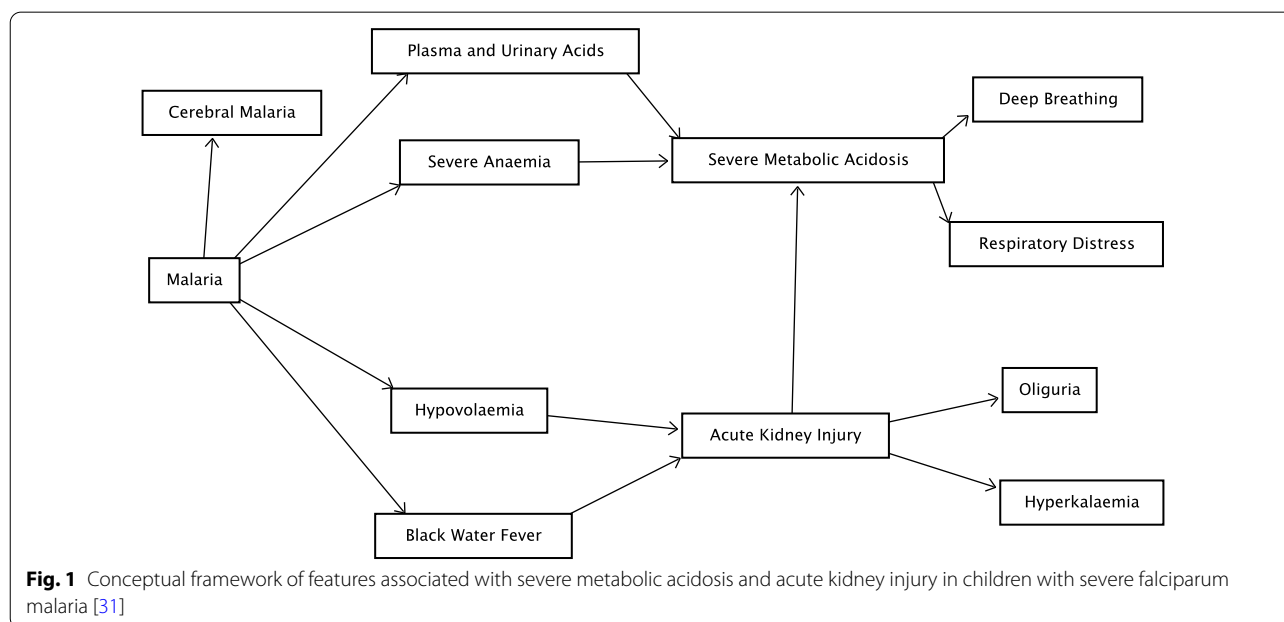 Plasma and Urinary Acids
Cerebral Malaria
Deep Breathing
Severe Anaemia
Severe Metabolic Acidosis
Respiratory Distress
Malaria
Hypovolaemia
Oliguria
Acute Kidney Injury
Hyperkalaemia
Black Water Fever
Fig. 1 Conceptual framework of features associated with severe metabolic acidosis and acute kidney injury in children with severe falciparum
malaria [31]